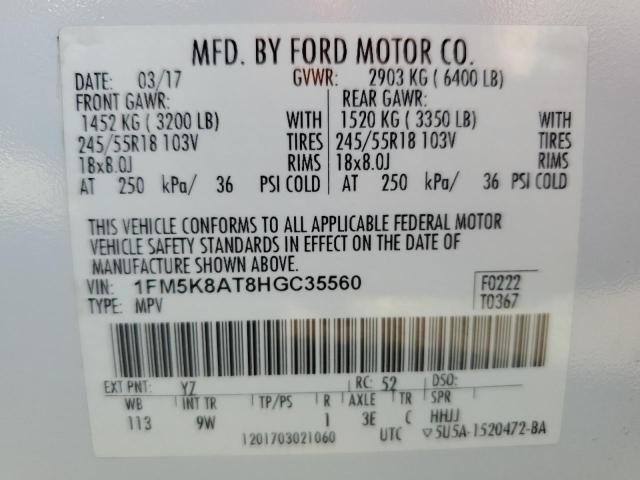 MFD. BY FORD MOTOR CO.
DATE: 03/17 GVWR: 2903 KG ( 6400 LB)
FRONT GAWR: REAR GAWR:
1452 KG ( 3200 LB) WITH 1520 KG ( 3350 LB) WITH
245/55R18 103V TIRES 245/55R18 103V TIRES
18x8.0J RIMS 18x8.0J RIMS
AT 250 kPa/ 36 PSI COLD AT 250 kPa/ 36 PSI COLD
THIS VEHICLE CONFORMS TO ALL APPLICABLE FEDERAL MOTOR
VEHICLE SAFETY STANDARDS IN EFFECT ON THE DATE OF
MANUFACTURE SHOWN ABOVE.
VIN: 1FM5K8AT8HGC35560 F0222
TYPE: MPV T0367
EXT PNT: YZ RC: 52 DSO:
WB INT TR TP/PS R AXLE TR SPR
113 9W 1 3E C HHJJ
1201703021060 UTC ▽5U5A-1520472-BA